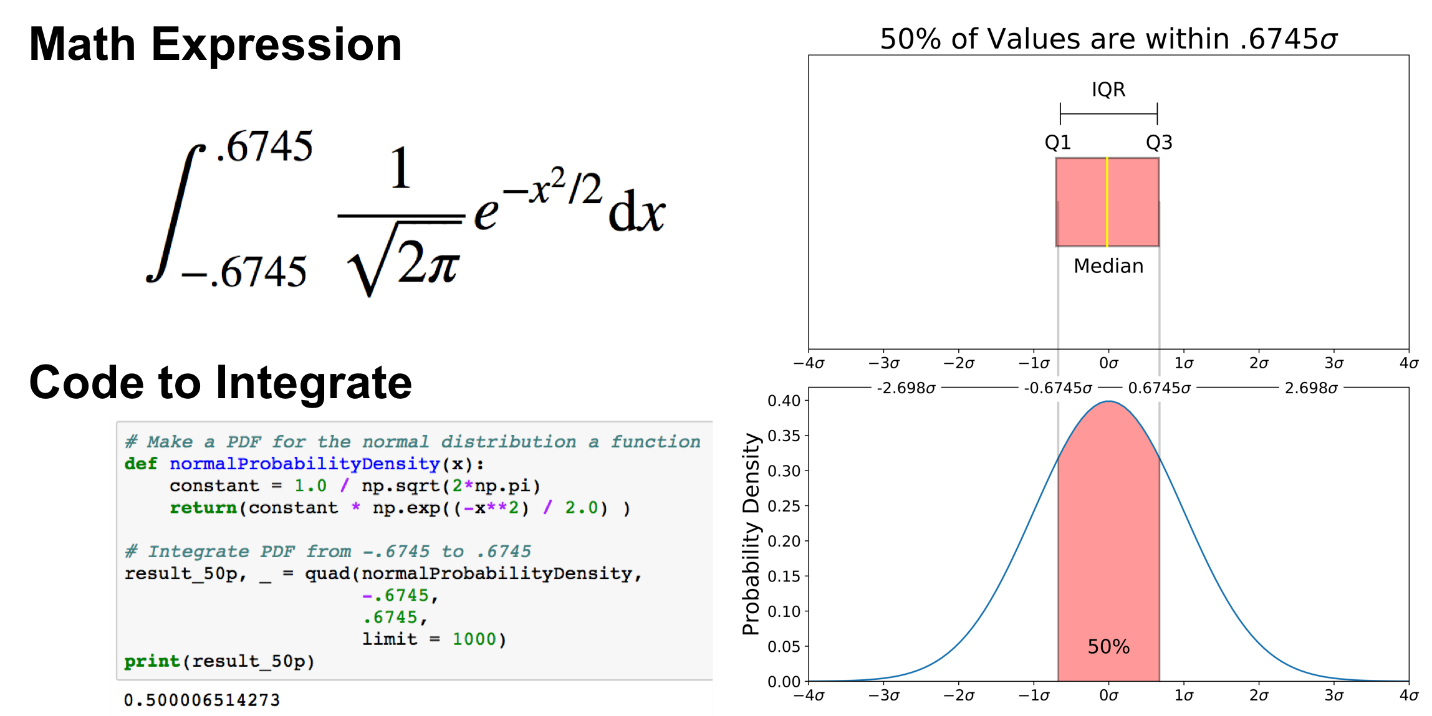 Math Expression
∫ .6745
−.6745
1
√2π
e^−x²/2 dx
Code to Integrate
# Make a PDF for the normal distribution a function
def normalProbabilityDensity(x):
    constant = 1.0 / np.sqrt(2*np.pi)
    return(constant * np.exp((-x**2) / 2.0) )
# Integrate PDF from -.6745 to .6745
result_50p, _ = quad(normalProbabilityDensity,
                     -.6745,
                     .6745,
                     limit = 1000)
print(result_50p)
0.500006514273
50% of Values are within .6745σ
IQR
Q1 Q3
Median
−4σ −3σ −2σ −1σ 0σ 1σ 2σ 3σ 4σ
-2.698σ -0.6745σ 0.6745σ 2.698σ
Probability Density
0.40
0.35
0.30
0.25
0.20
0.15
0.10
0.05
0.00
50%
−4σ −3σ −2σ −1σ 0σ 1σ 2σ 3σ 4σ